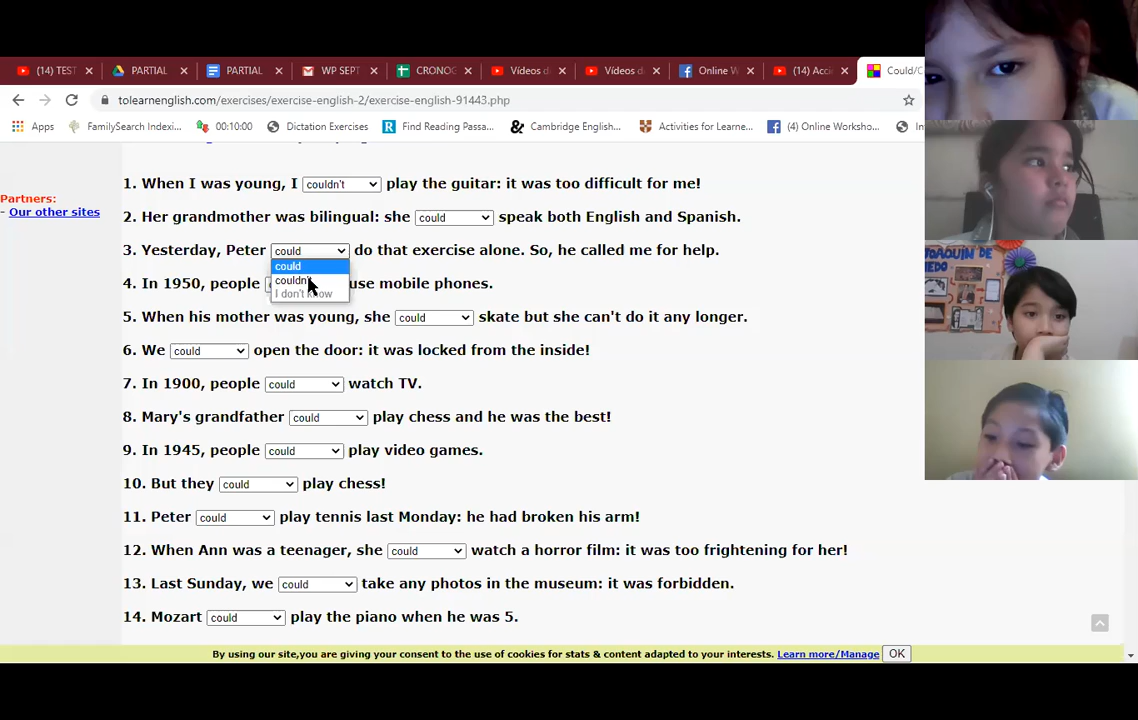 (14) TEST
PARTIAL
PARTIAL
WP SEPT
CRONOG
Vídeos d
Vídeos d
Online W
(14) Acci
Could/C
tolearnenglish.com/exercises/exercise-english-2/exercise-english-91443.php
Apps
FamilySearch Indexi...
00:10:00
Dictation Exercises
Find Reading Passa...
Cambridge English...
Activities for Learne...
(4) Online Worksho...
Partners:
- Our other sites
1. When I was young, I couldn't play the guitar: it was too difficult for me!
2. Her grandmother was bilingual: she could speak both English and Spanish.
3. Yesterday, Peter could do that exercise alone. So, he called me for help.
could
couldn't
I don't know
4. In 1950, people use mobile phones.
5. When his mother was young, she could skate but she can't do it any longer.
6. We could open the door: it was locked from the inside!
7. In 1900, people could watch TV.
8. Mary's grandfather could play chess and he was the best!
9. In 1945, people could play video games.
10. But they could play chess!
11. Peter could play tennis last Monday: he had broken his arm!
12. When Ann was a teenager, she could watch a horror film: it was too frightening for her!
13. Last Sunday, we could take any photos in the museum: it was forbidden.
14. Mozart could play the piano when he was 5.
By using our site,you are giving your consent to the use of cookies for stats & content adapted to your interests. Learn more/Manage OK
JOAQUÍN DE